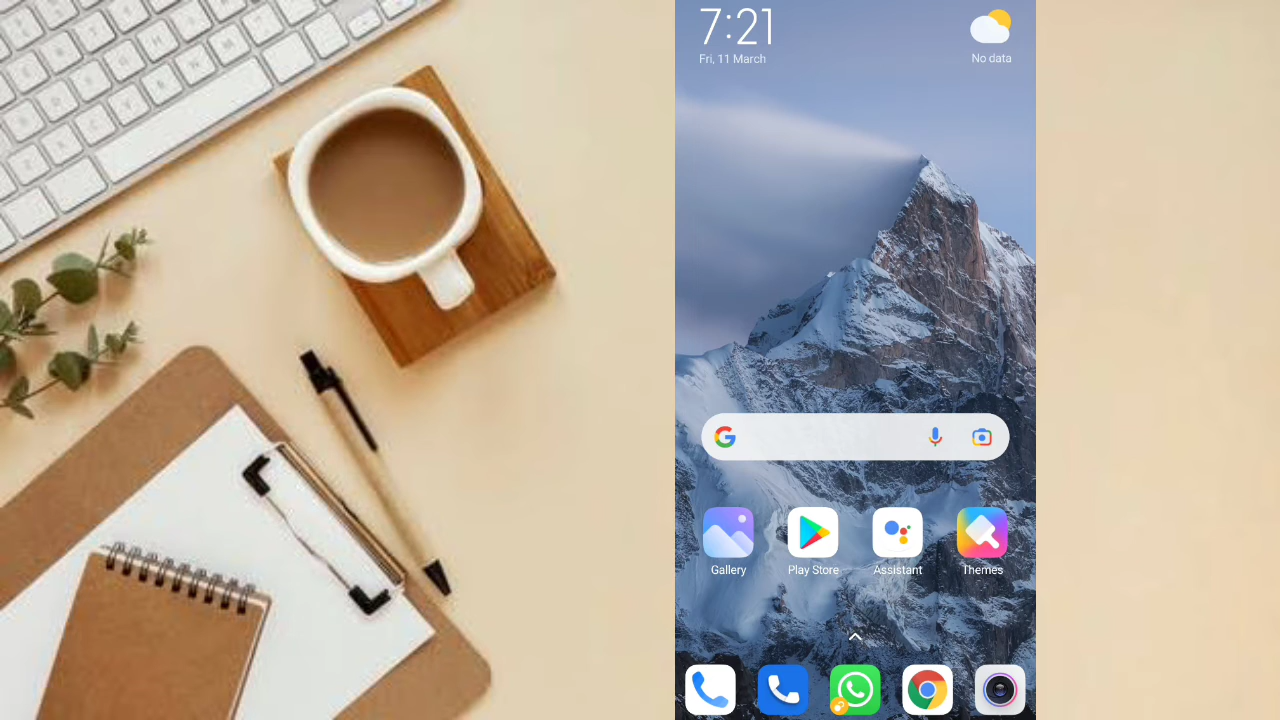 7:21
Fri, 11 March
No data
Gallery
Play Store
Assistant
Themes